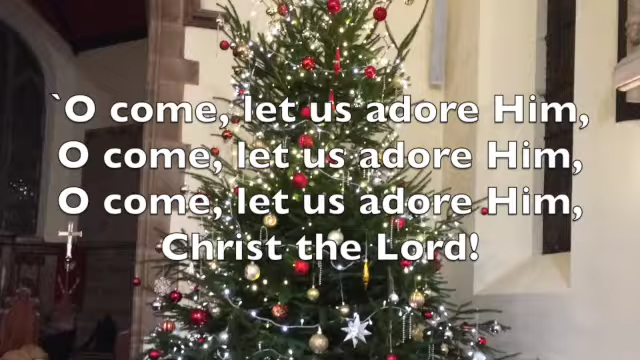 `O come, let us adore Him,
O come, let us adore Him,
O come, let us adore Him,
Christ the Lord!